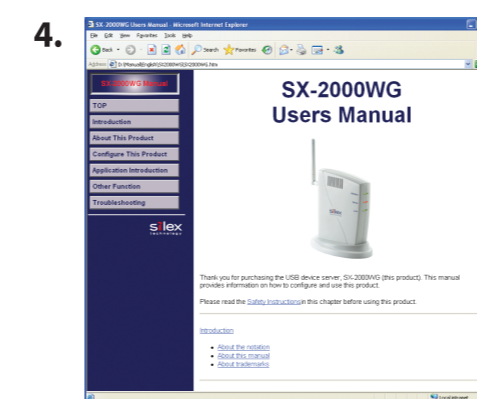 4.
SX-2000WG Users Manual - Microsoft Internet Explorer
File Edit View Favorites Tools Help
Back Search Favorites
Address
SX-2000WG Manual
TOP
Introduction
About This Product
Configure This Product
Application Introduction
Other Function
Troubleshooting
silex
technology
SX-2000WG
Users Manual
silex
Thank you for purchasing the USB device server, SX-2000WG (this product). This manual
provides information on how to configure and use this product.
Please read the Safety Instructionsin this chapter before using this product.
Introduction
• About the notation
• About this manual
• About trademarks
Local intranet